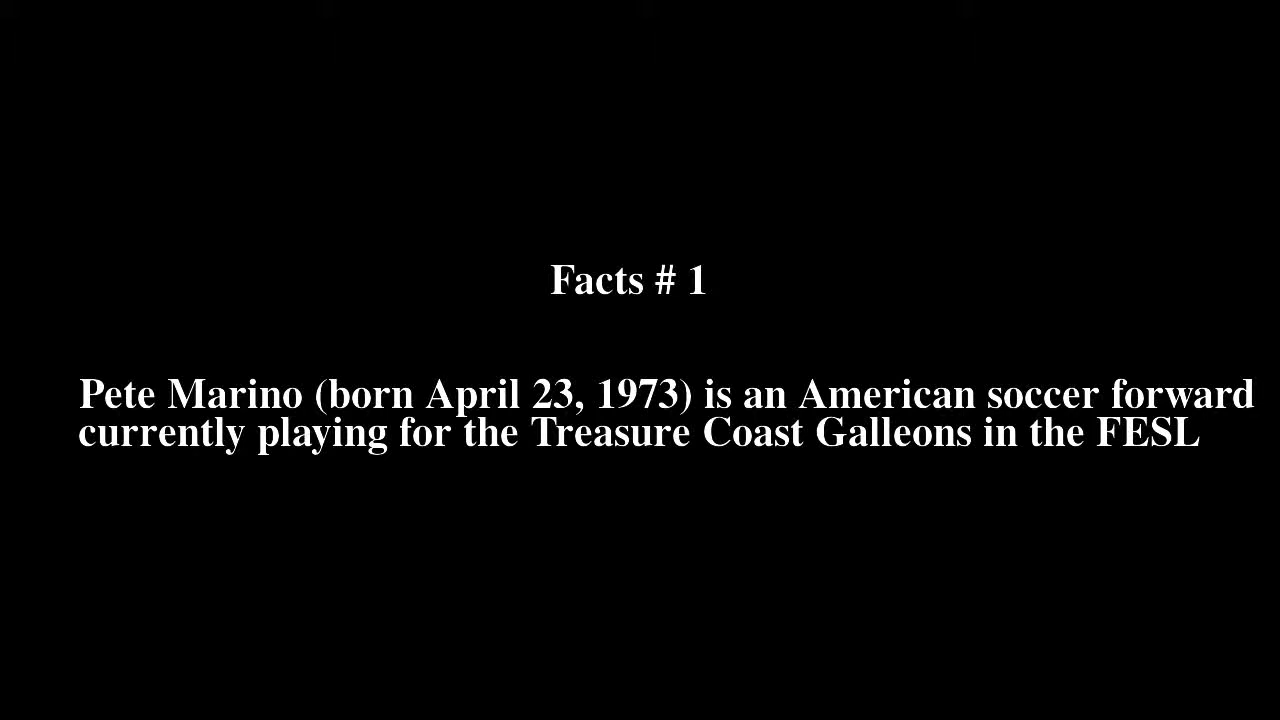 Facts # 1
Pete Marino (born April 23, 1973) is an American soccer forward
currently playing for the Treasure Coast Galleons in the FESL